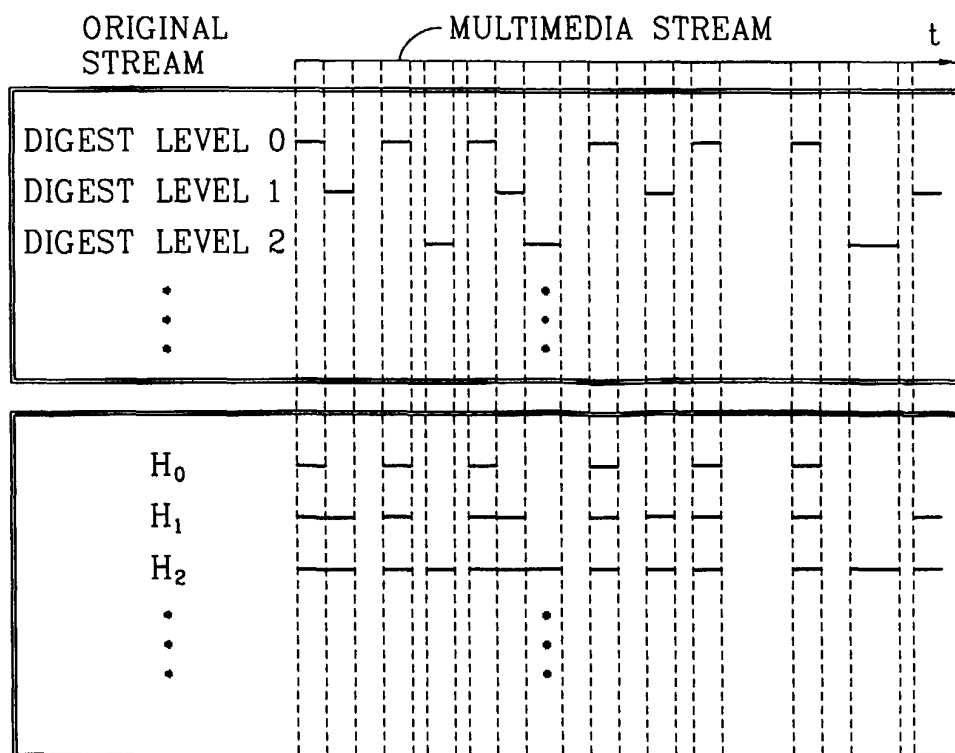 ORIGINAL
STREAM
MULTIMEDIA STREAM
t
DIGEST LEVEL 0
DIGEST LEVEL 1
DIGEST LEVEL 2
H₀
H₁
H₂